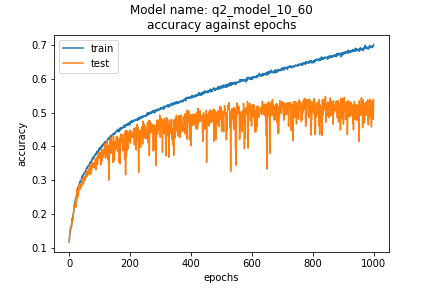 Model name: q2_model_10_60
accuracy against epochs
train
test
accuracy
0.7
0.6
0.5
0.4
0.3
0.2
0.1
0
200
400
600
800
1000
epochs